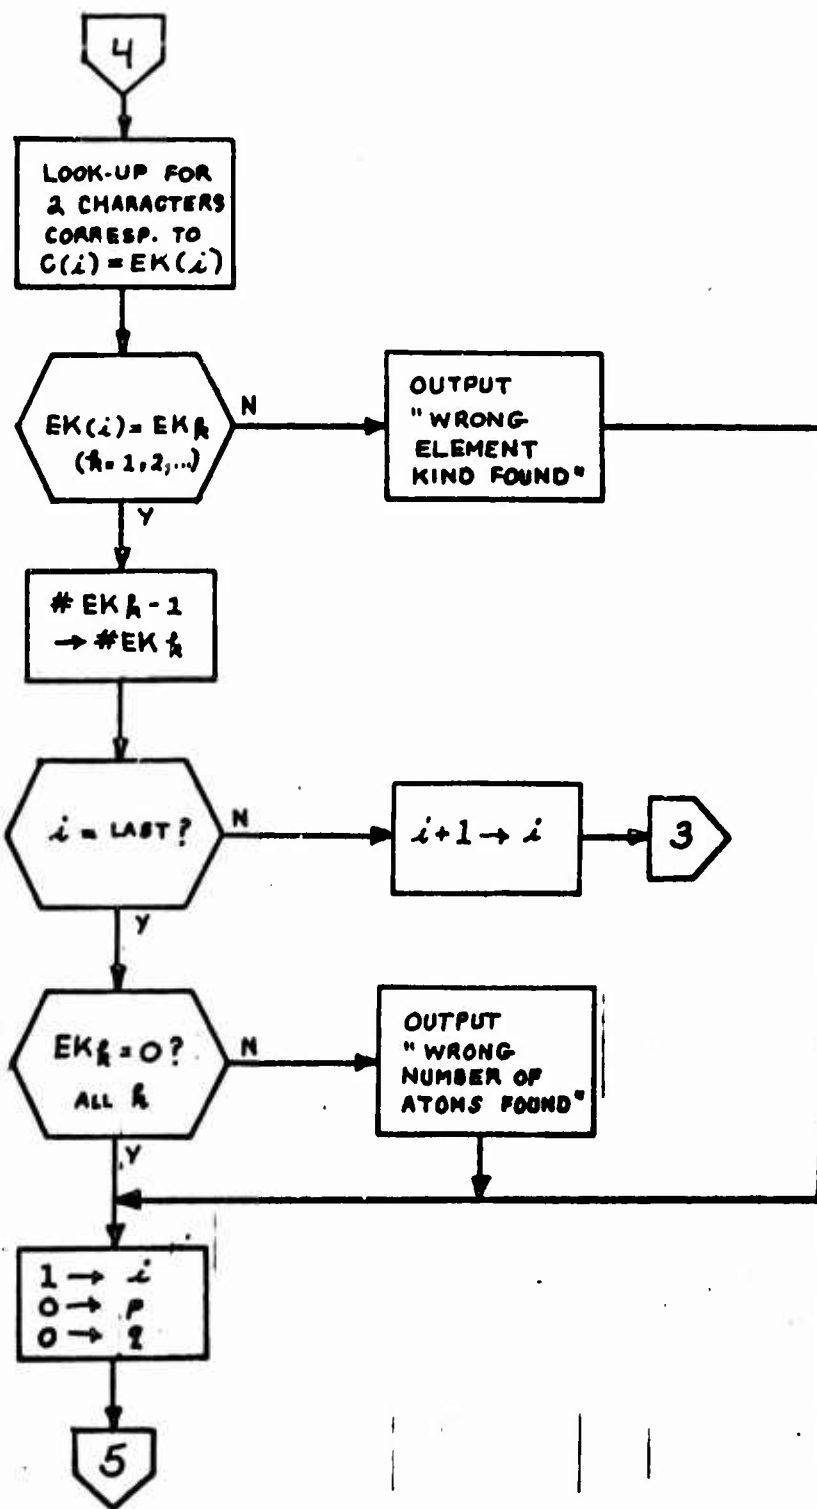 4
LOOK-UP FOR
2 CHARACTERS
CORRESP. TO
C(i) = EK(i)
EK(i) = EKk
(k = 1, 2, ...)
N
OUTPUT
"WRONG
ELEMENT
KIND FOUND"
Y
# EKk - 1
→ #EKk
i = LAST?
N
i+1 → i
3
Y
EKk = 0?
ALL k
N
OUTPUT
"WRONG
NUMBER OF
ATOMS FOUND"
Y
1 → i
0 → p
0 → q
5